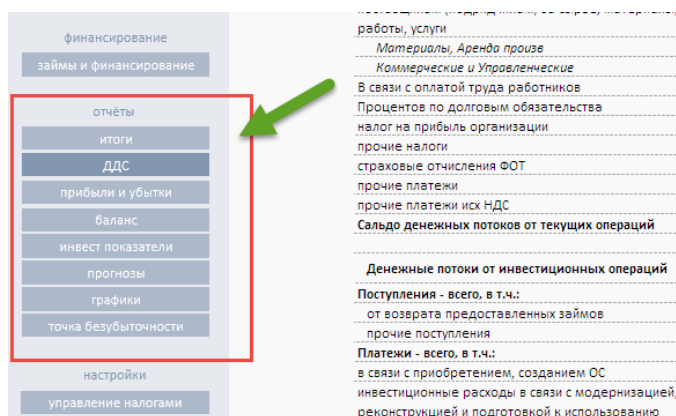 финансирование
займы и финансирование
отчёты
итоги
ДДС
прибыли и убытки
баланс
инвест показатели
прогнозы
графики
точка безубыточности
настройки
управление налогами
работы, услуги
Материалы, Аренда произв
Коммерческие и Управленческие
В связи с оплатой труда работников
Процентов по долговым обязательства
налог на прибыль организации
прочие налоги
страховые отчисления ФОТ
прочие платежи
прочие платежи исх НДС
Сальдо денежных потоков от текущих операций
Денежные потоки от инвестиционных операций
Поступления - всего, в т.ч.:
от возврата предоставленных займов
прочие поступления
Платежи - всего, в т.ч.:
в связи с приобретением, созданием ОС
инвестиционные расходы в связи с модернизацией,
реконструкцией и подготовкой к использованию